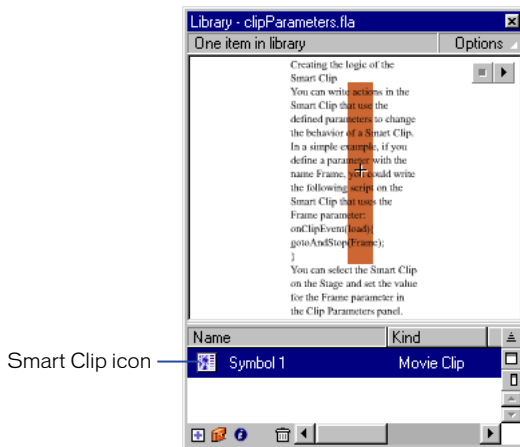 Library - clipParameters.fla
One item in library Options
Creating the logic of the
Smart Clip
You can write actions in the
Smart Clip that use the
defined parameters to change
the behavior of a Smart Clip.
In a simple example, if you
define a parameter with the
name Frame, you could write
the following script on the
Smart Clip that uses the
Frame parameter:
onClipEvent(load){
gotoAndStop(Frame);
}
You can select the Smart Clip
on the Stage and set the value
for the Frame parameter in
the Clip Parameters panel.
Name Kind
Smart Clip icon
Symbol 1 Movie Clip